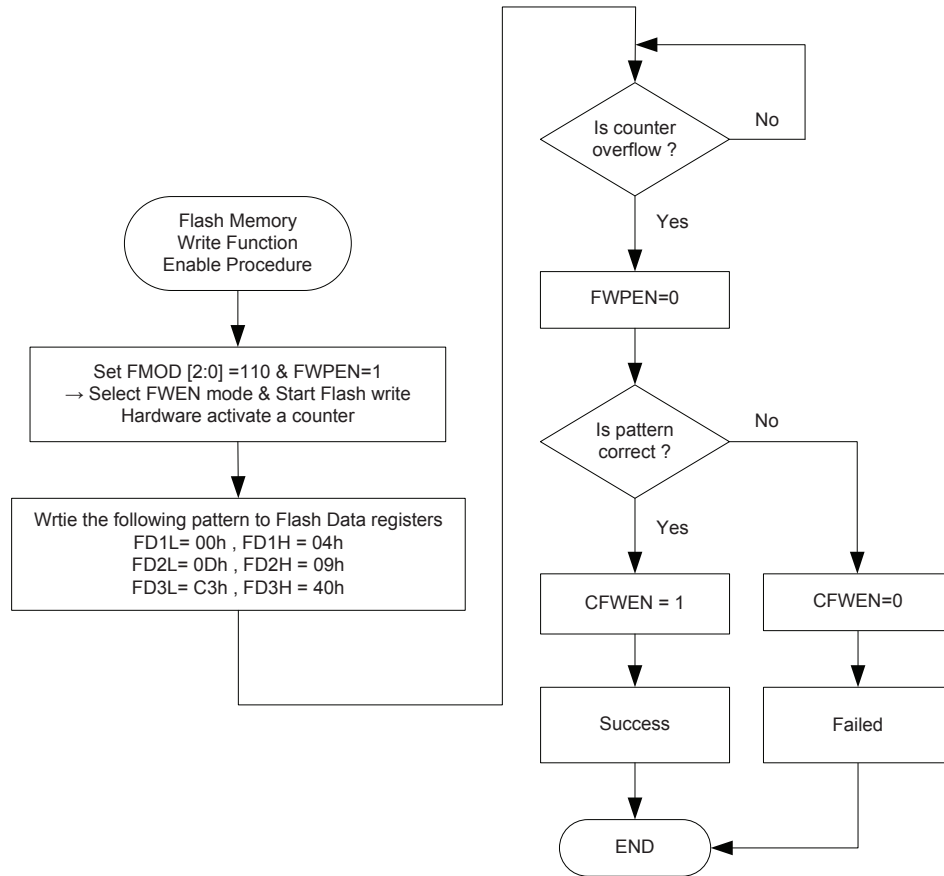 Flash Memory
Write Function
Enable Procedure
Set FMOD [2:0] =110 & FWPEN=1
→ Select FWEN mode & Start Flash write
Hardware activate a counter
Wrtie the following pattern to Flash Data registers
FD1L= 00h , FD1H = 04h
FD2L= 0Dh , FD2H = 09h
FD3L= C3h , FD3H = 40h
Is counter
overflow ?
No
Yes
FWPEN=0
Is pattern
correct ?
No
Yes
CFWEN = 1
CFWEN=0
Success
Failed
END